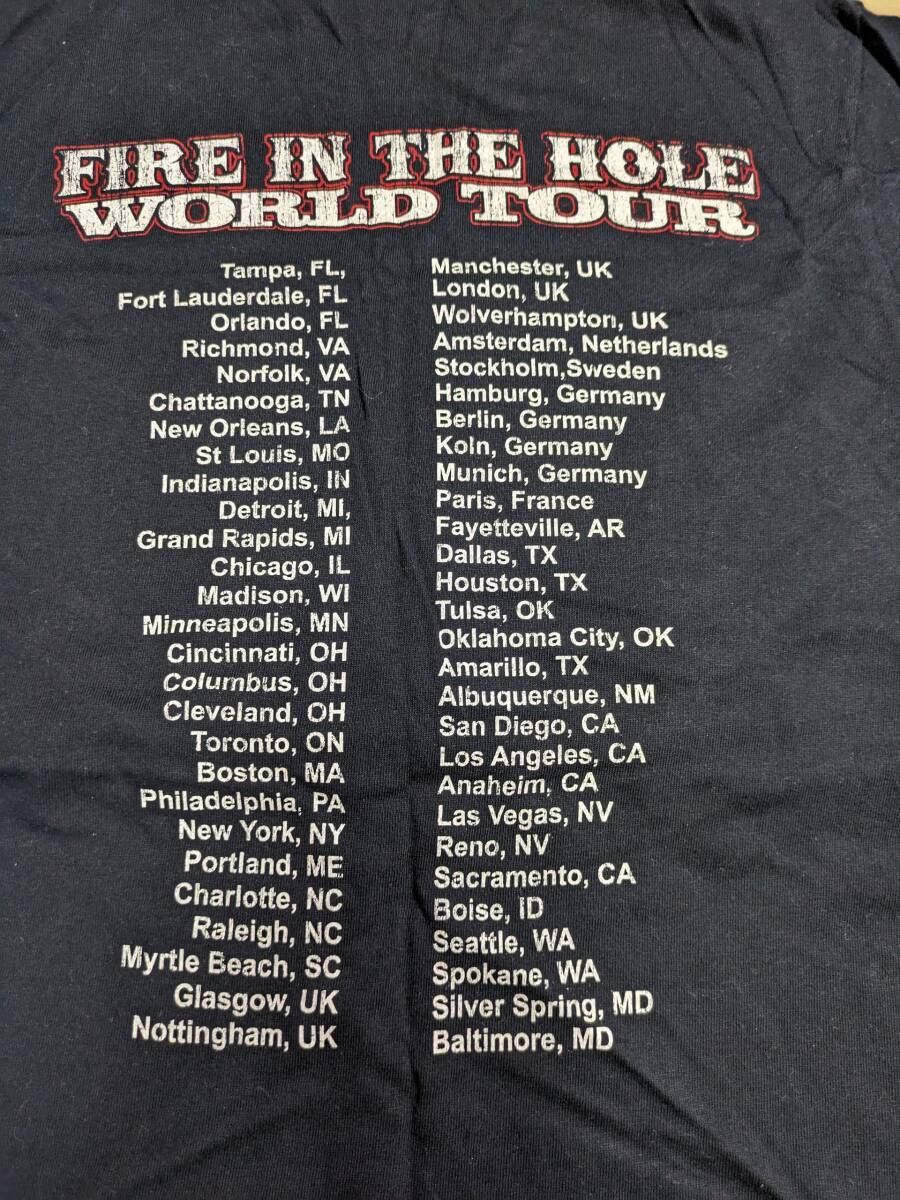 FIRE IN THE HOLE
WORLD TOUR
Tampa, FL,
Fort Lauderdale, FL
Orlando, FL
Richmond, VA
Norfolk, VA
Chattanooga, TN
New Orleans, LA
St Louis, MO
Indianapolis, IN
Detroit, MI,
Grand Rapids, MI
Chicago, IL
Madison, WI
Minneapolis, MN
Cincinnati, OH
Columbus, OH
Cleveland, OH
Toronto, ON
Boston, MA
Philadelphia, PA
New York, NY
Portland, ME
Charlotte, NC
Raleigh, NC
Myrtle Beach, SC
Glasgow, UK
Nottingham, UK
Manchester, UK
London, UK
Wolverhampton, UK
Amsterdam, Netherlands
Stockholm,Sweden
Hamburg, Germany
Berlin, Germany
Koln, Germany
Munich, Germany
Paris, France
Fayetteville, AR
Dallas, TX
Houston, TX
Tulsa, OK
Oklahoma City, OK
Amarillo, TX
Albuquerque, NM
San Diego, CA
Los Angeles, CA
Anaheim, CA
Las Vegas, NV
Reno, NV
Sacramento, CA
Boise, ID
Seattle, WA
Spokane, WA
Silver Spring, MD
Baltimore, MD